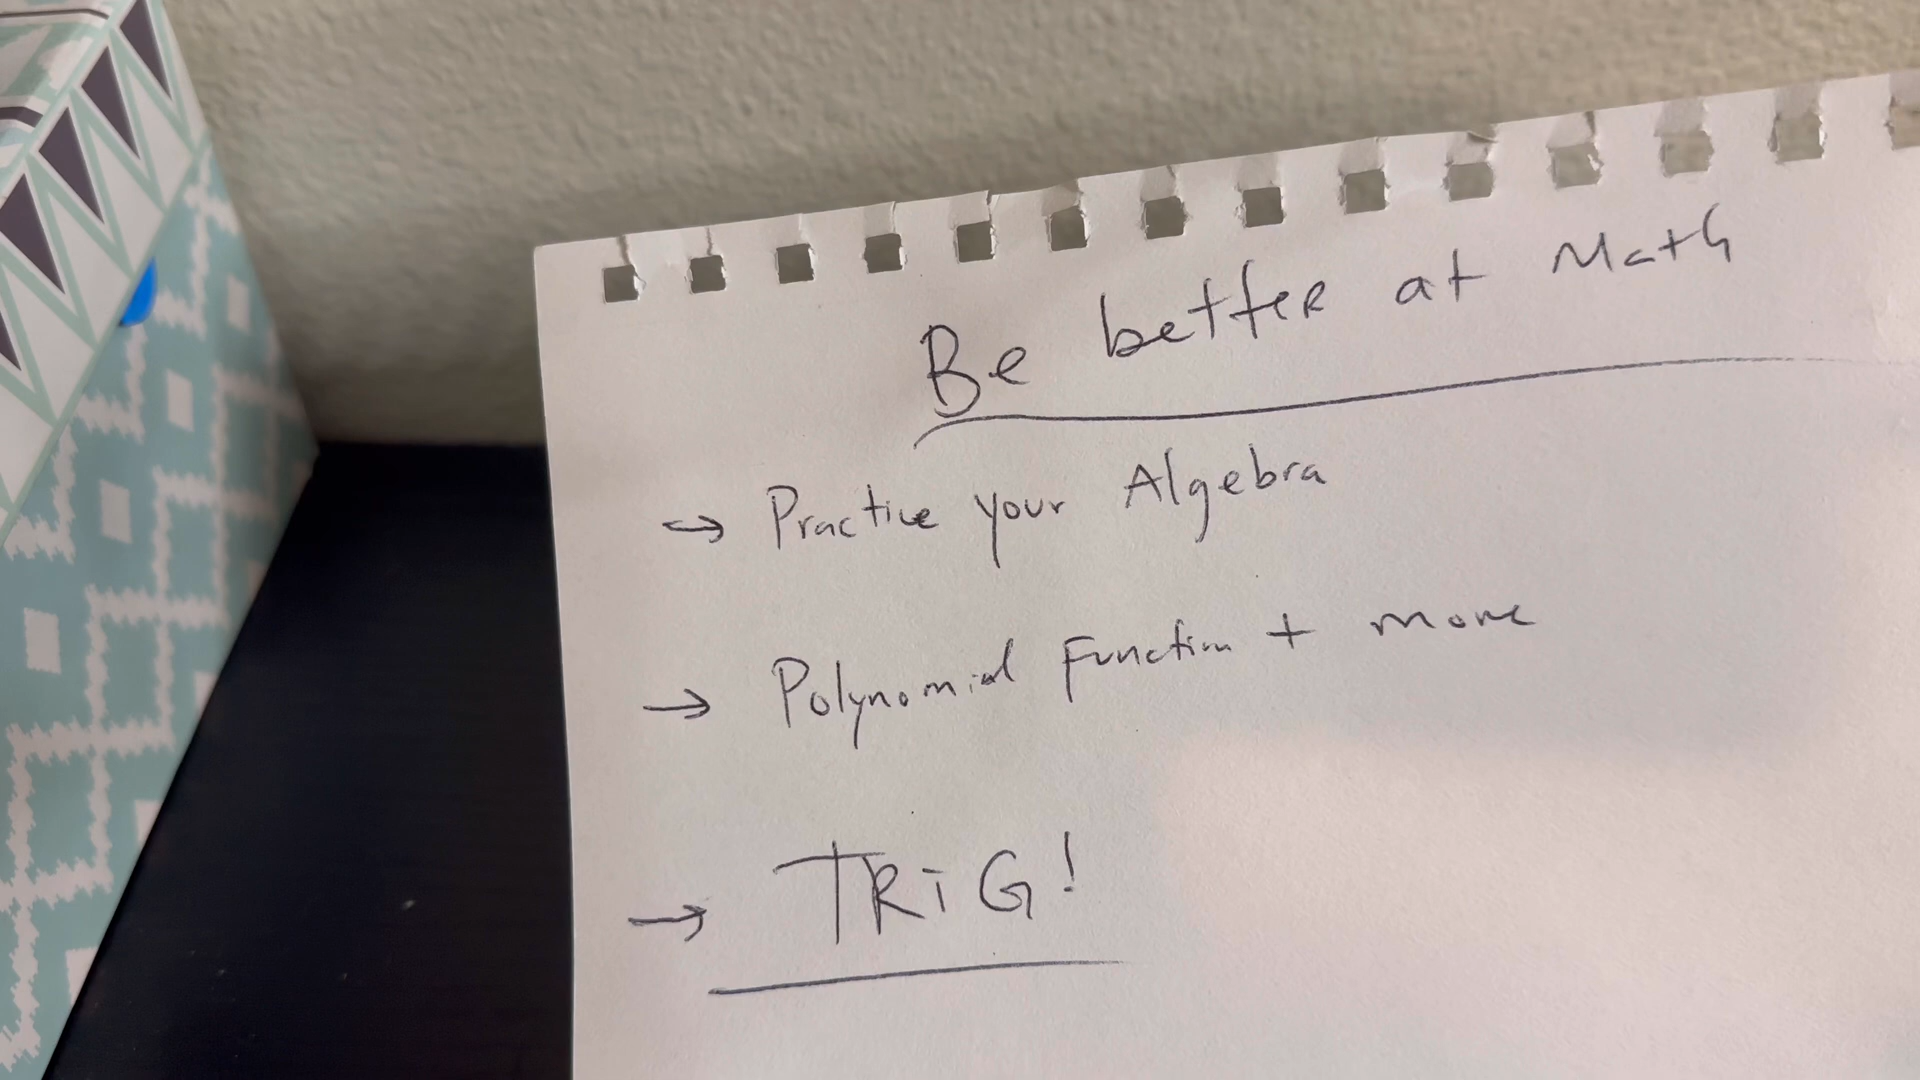 Be better at Math
→ Practice your Algebra
→ Polynomial Function + more
→ TRIG!